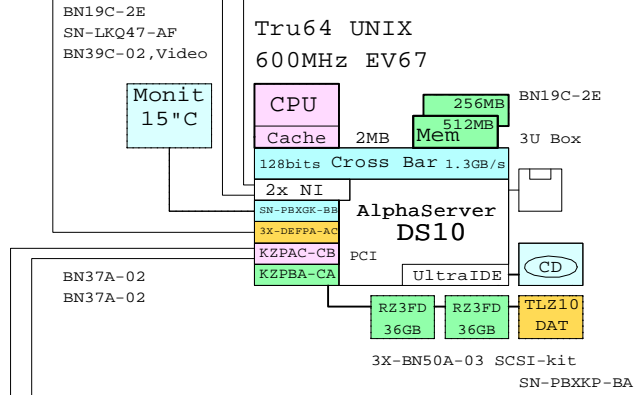 BN19C-2E
SN-LKQ47-AF
BN39C-02,Video
Tru64 UNIX
600MHz EV67
Monit
15"C
CPU
Cache
2MB
256MB
512MB
Mem
BN19C-2E
3U Box
128bits Cross Bar 1.3GB/s
2x NI
SN-PBXGK-BB
3X-DEFPA-AC
KZPAC-CB
KZPBA-CA
PCI
AlphaServer
DS10
UltraIDE
CD
BN37A-02
BN37A-02
RZ3FD
36GB
RZ3FD
36GB
TLZ10
DAT
3X-BN50A-03 SCSI-kit
SN-PBXKP-BA